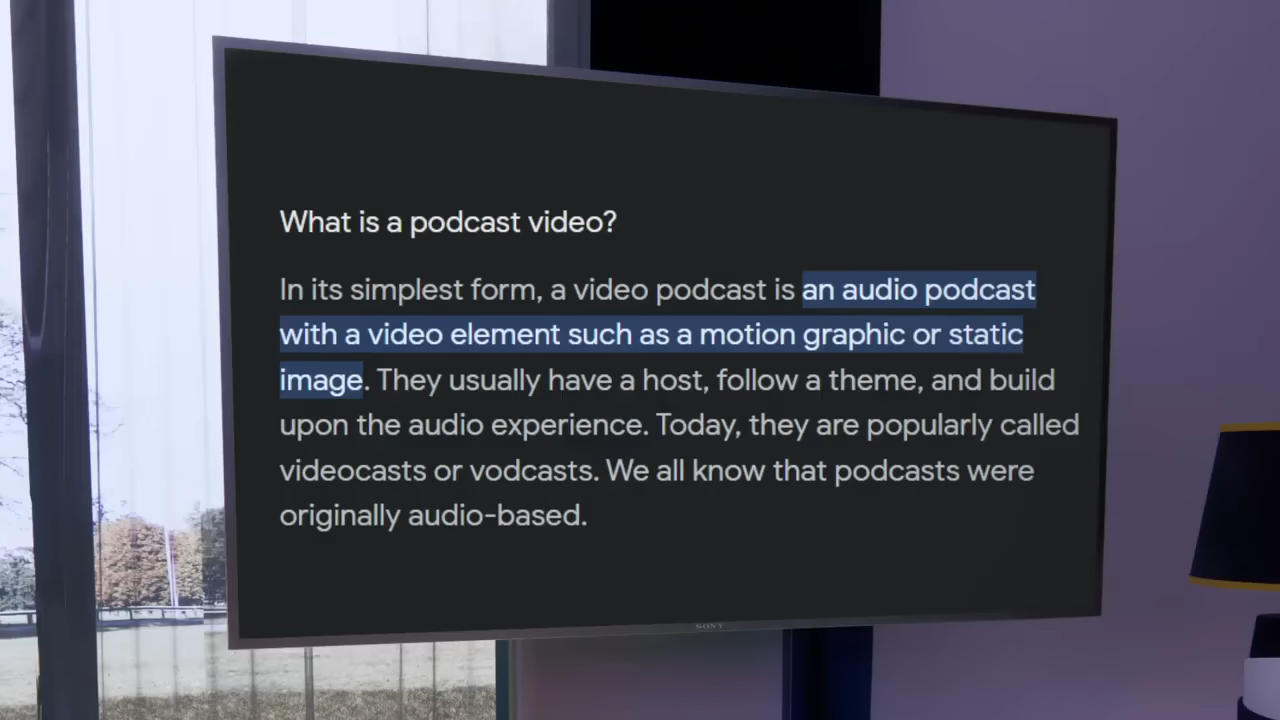 What is a podcast video?
In its simplest form, a video podcast is an audio podcast
with a video element such as a motion graphic or static
image. They usually have a host, follow a theme, and build
upon the audio experience. Today, they are popularly called
videocasts or vodcasts. We all know that podcasts were
originally audio-based.
SONY